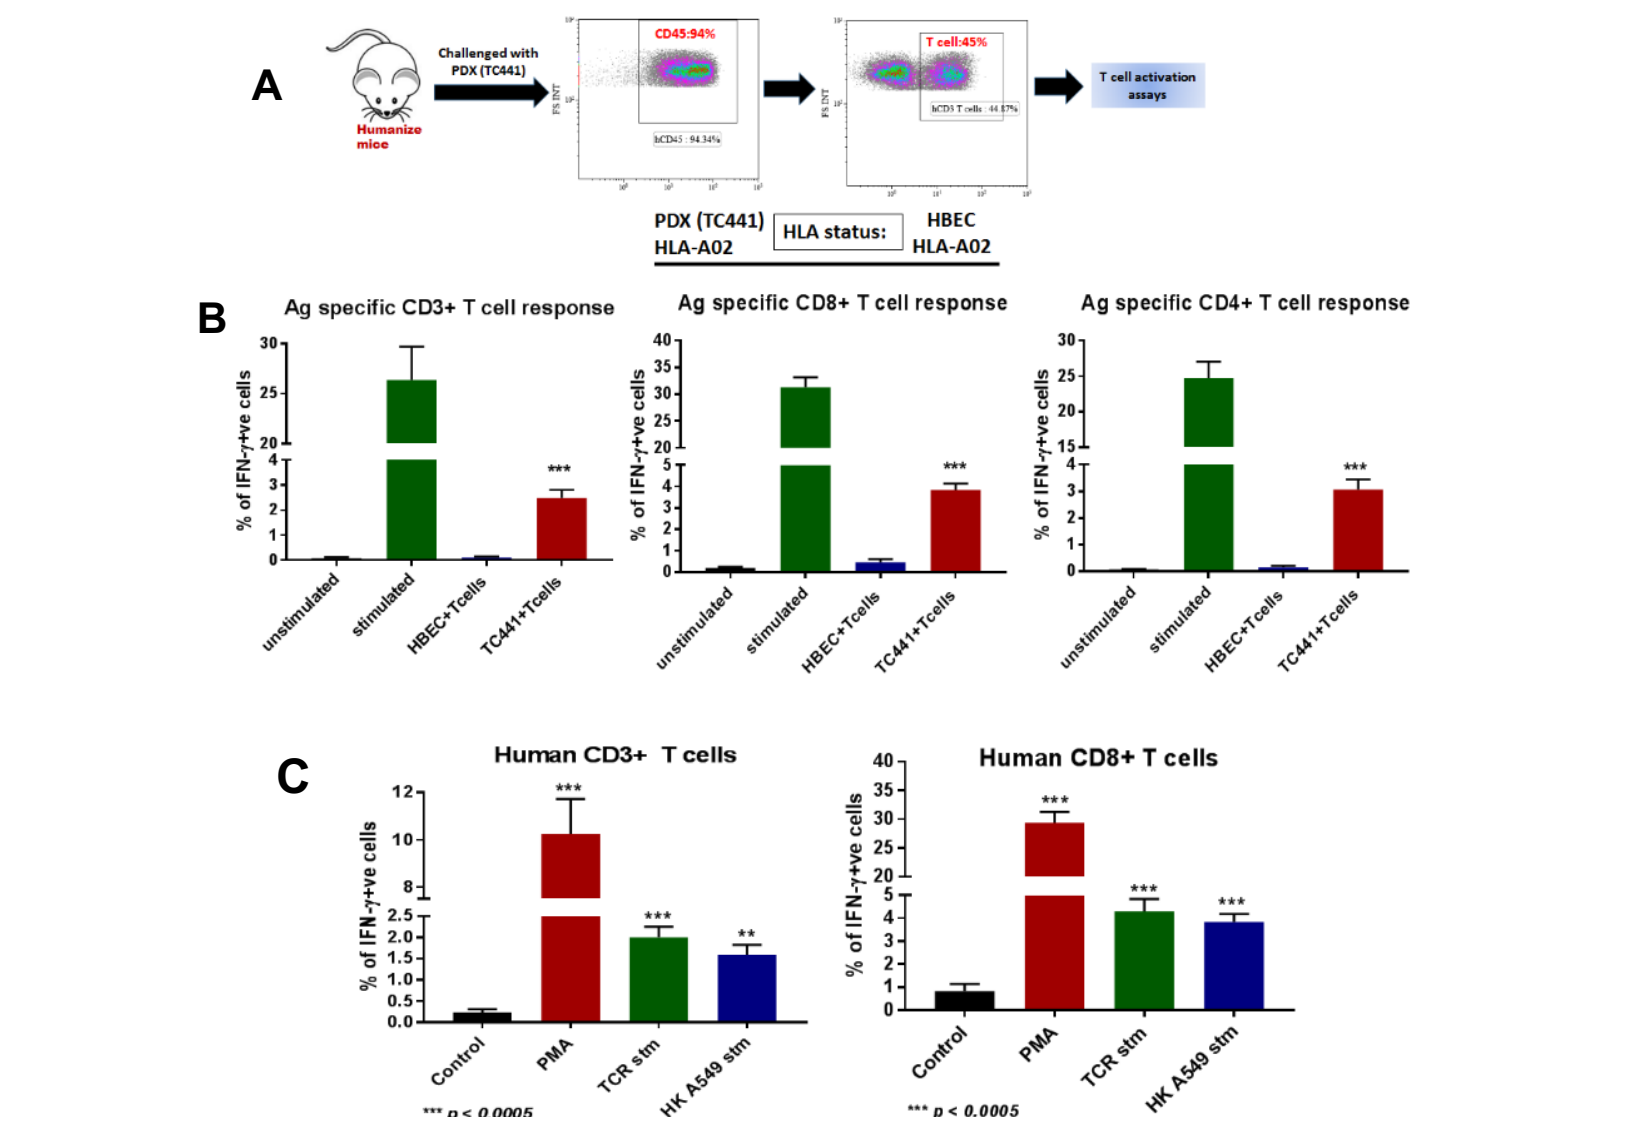 A
Challenged with
PDX (TC441)
Humanize
mice
CD45:94%
hCD45 : 94.34%
FS INT
T cell:45%
hCD3 T cells : 44.87%
FS INT
T cell activation
assays
PDX (TC441)
HLA-A02
HLA status:
HBEC
HLA-A02
B
Ag specific CD3+ T cell response
% of IFN-γ+ve cells
30
25
20
4
3
2
1
0
unstimulated
stimulated
HBEC+Tcells
TC441+Tcells
***
Ag specific CD8+ T cell response
% of IFN-γ+ve cells
40
35
30
25
20
5
4
3
2
1
0
unstimulated
stimulated
HBEC+Tcells
TC441+Tcells
***
Ag specific CD4+ T cell response
% of IFN-γ+ve cells
30
25
20
15
4
3
2
1
0
unstimulated
stimulated
HBEC+Tcells
TC441+Tcells
***
C
Human CD3+ T cells
% of IFN-γ+ve cells
12
10
8
2.5
2.0
1.5
1.0
0.5
0.0
***
***
**
Control
PMA
TCR stm
HK A549 stm
*** p < 0.0005
Human CD8+ T cells
% of IFN-γ+ve cells
40
35
30
25
20
5
4
3
2
1
0
***
***
***
Control
PMA
TCR stm
HK A549 stm
*** p < 0.0005